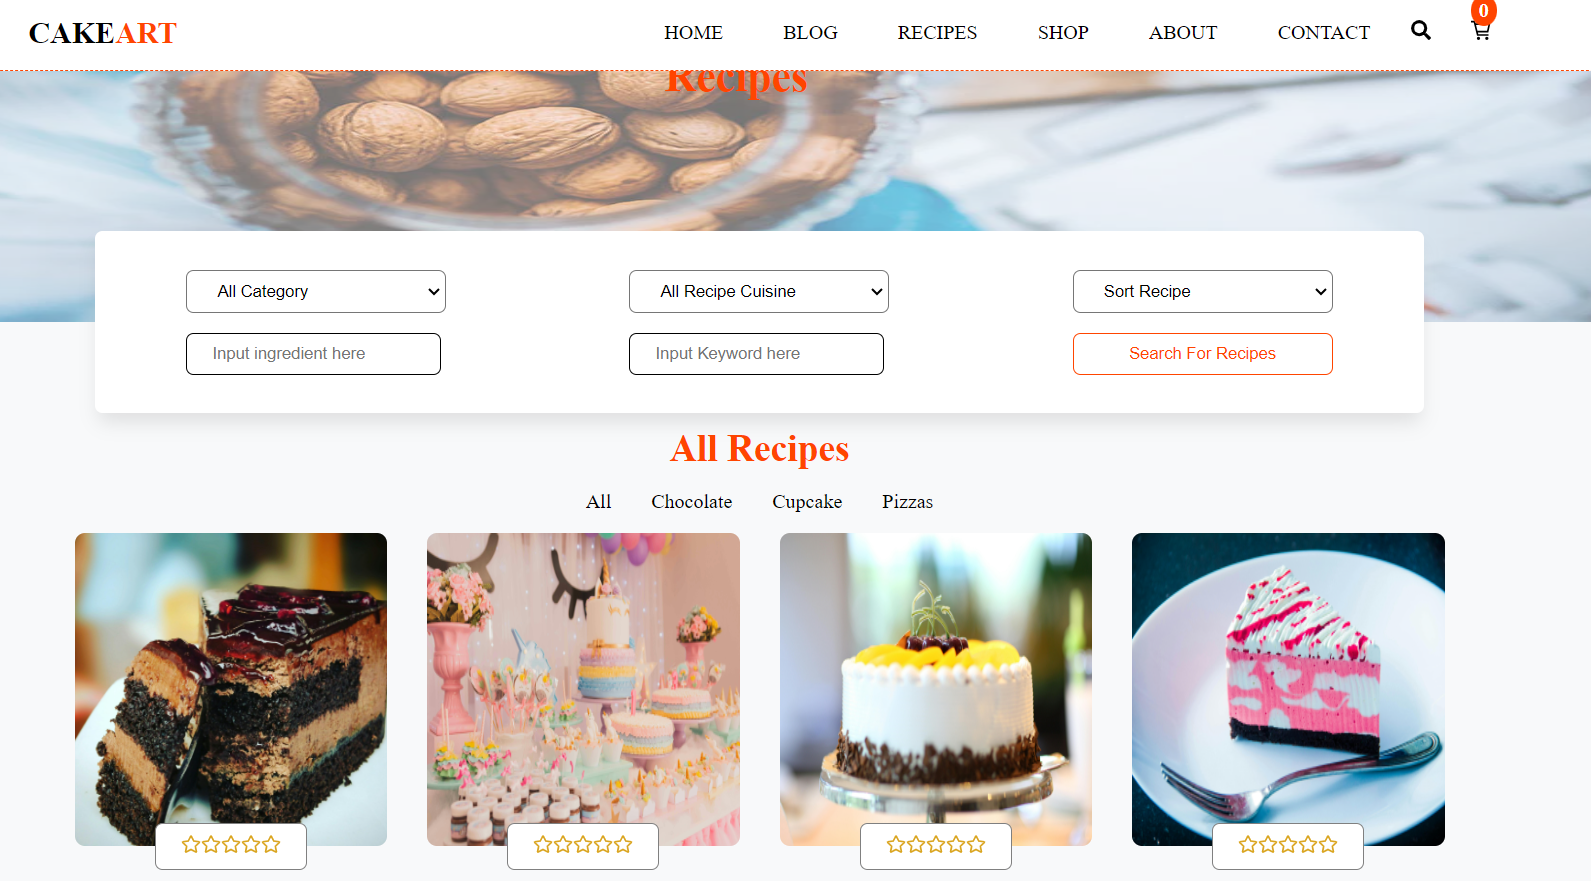 CAKEART
HOME BLOG RECIPES SHOP ABOUT CONTACT 0
Recipes
All Category All Recipe Cuisine Sort Recipe
Input ingredient here Input Keyword here Search For Recipes
All Recipes
All Chocolate Cupcake Pizzas